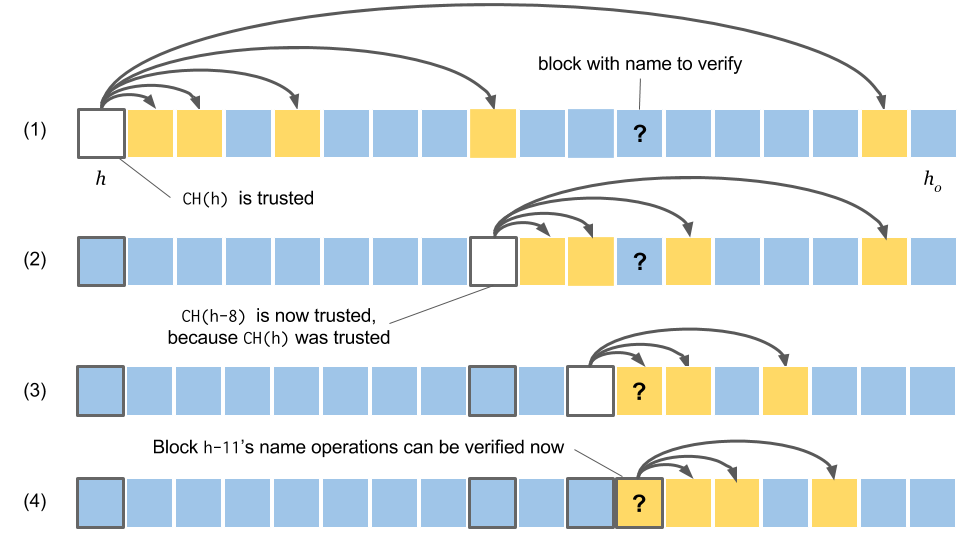 block with name to verify
(1)
?
h
h₀
CH(h) is trusted
(2)
?
CH(h-8) is now trusted,
because CH(h) was trusted
(3)
?
Block h-11's name operations can be verified now
(4)
?